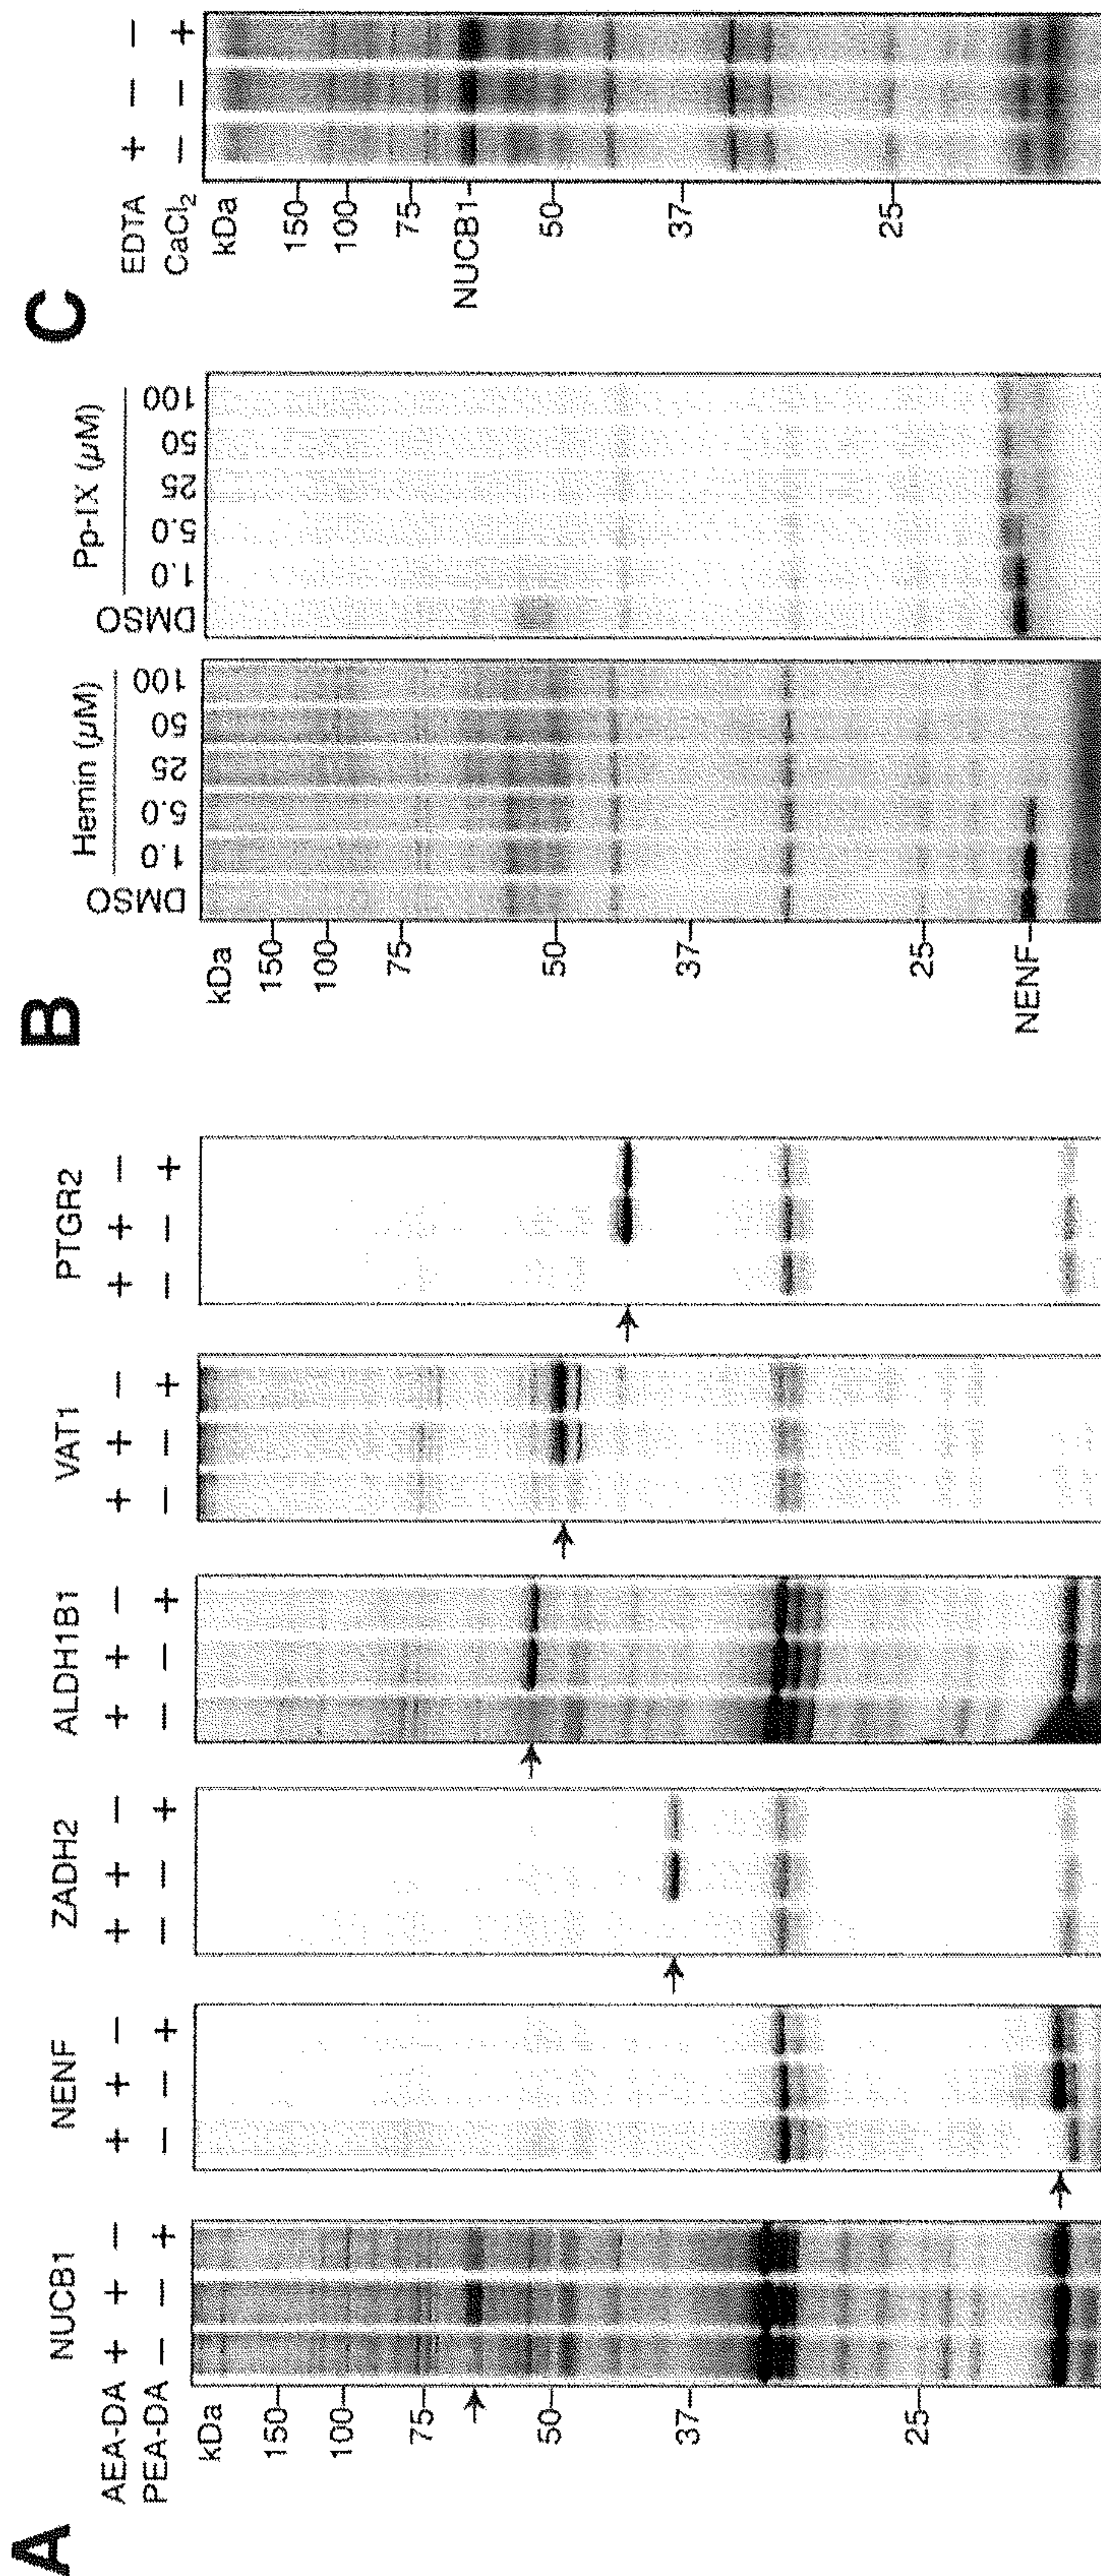 A
NUCB1 NENF ZADH2 ALDH1B1 VAT1 PTGR2
AEA-DA + + − + + − + + − + + − + + − + + −
PEA-DA − − + − − + − − + − − + − − + − − +
kDa
150-
100-
75-
50-
37-
25-
B
Hemin (µM) Pp-IX (µM)
DMSO 1.0 5.0 25 50 100 DMSO 1.0 5.0 25 50 100
kDa
150-
100-
75-
50-
37-
25-
NENF-
C
EDTA + − −
CaCl₂ − − +
kDa
150-
100-
75-
NUCB1-
50-
37-
25-